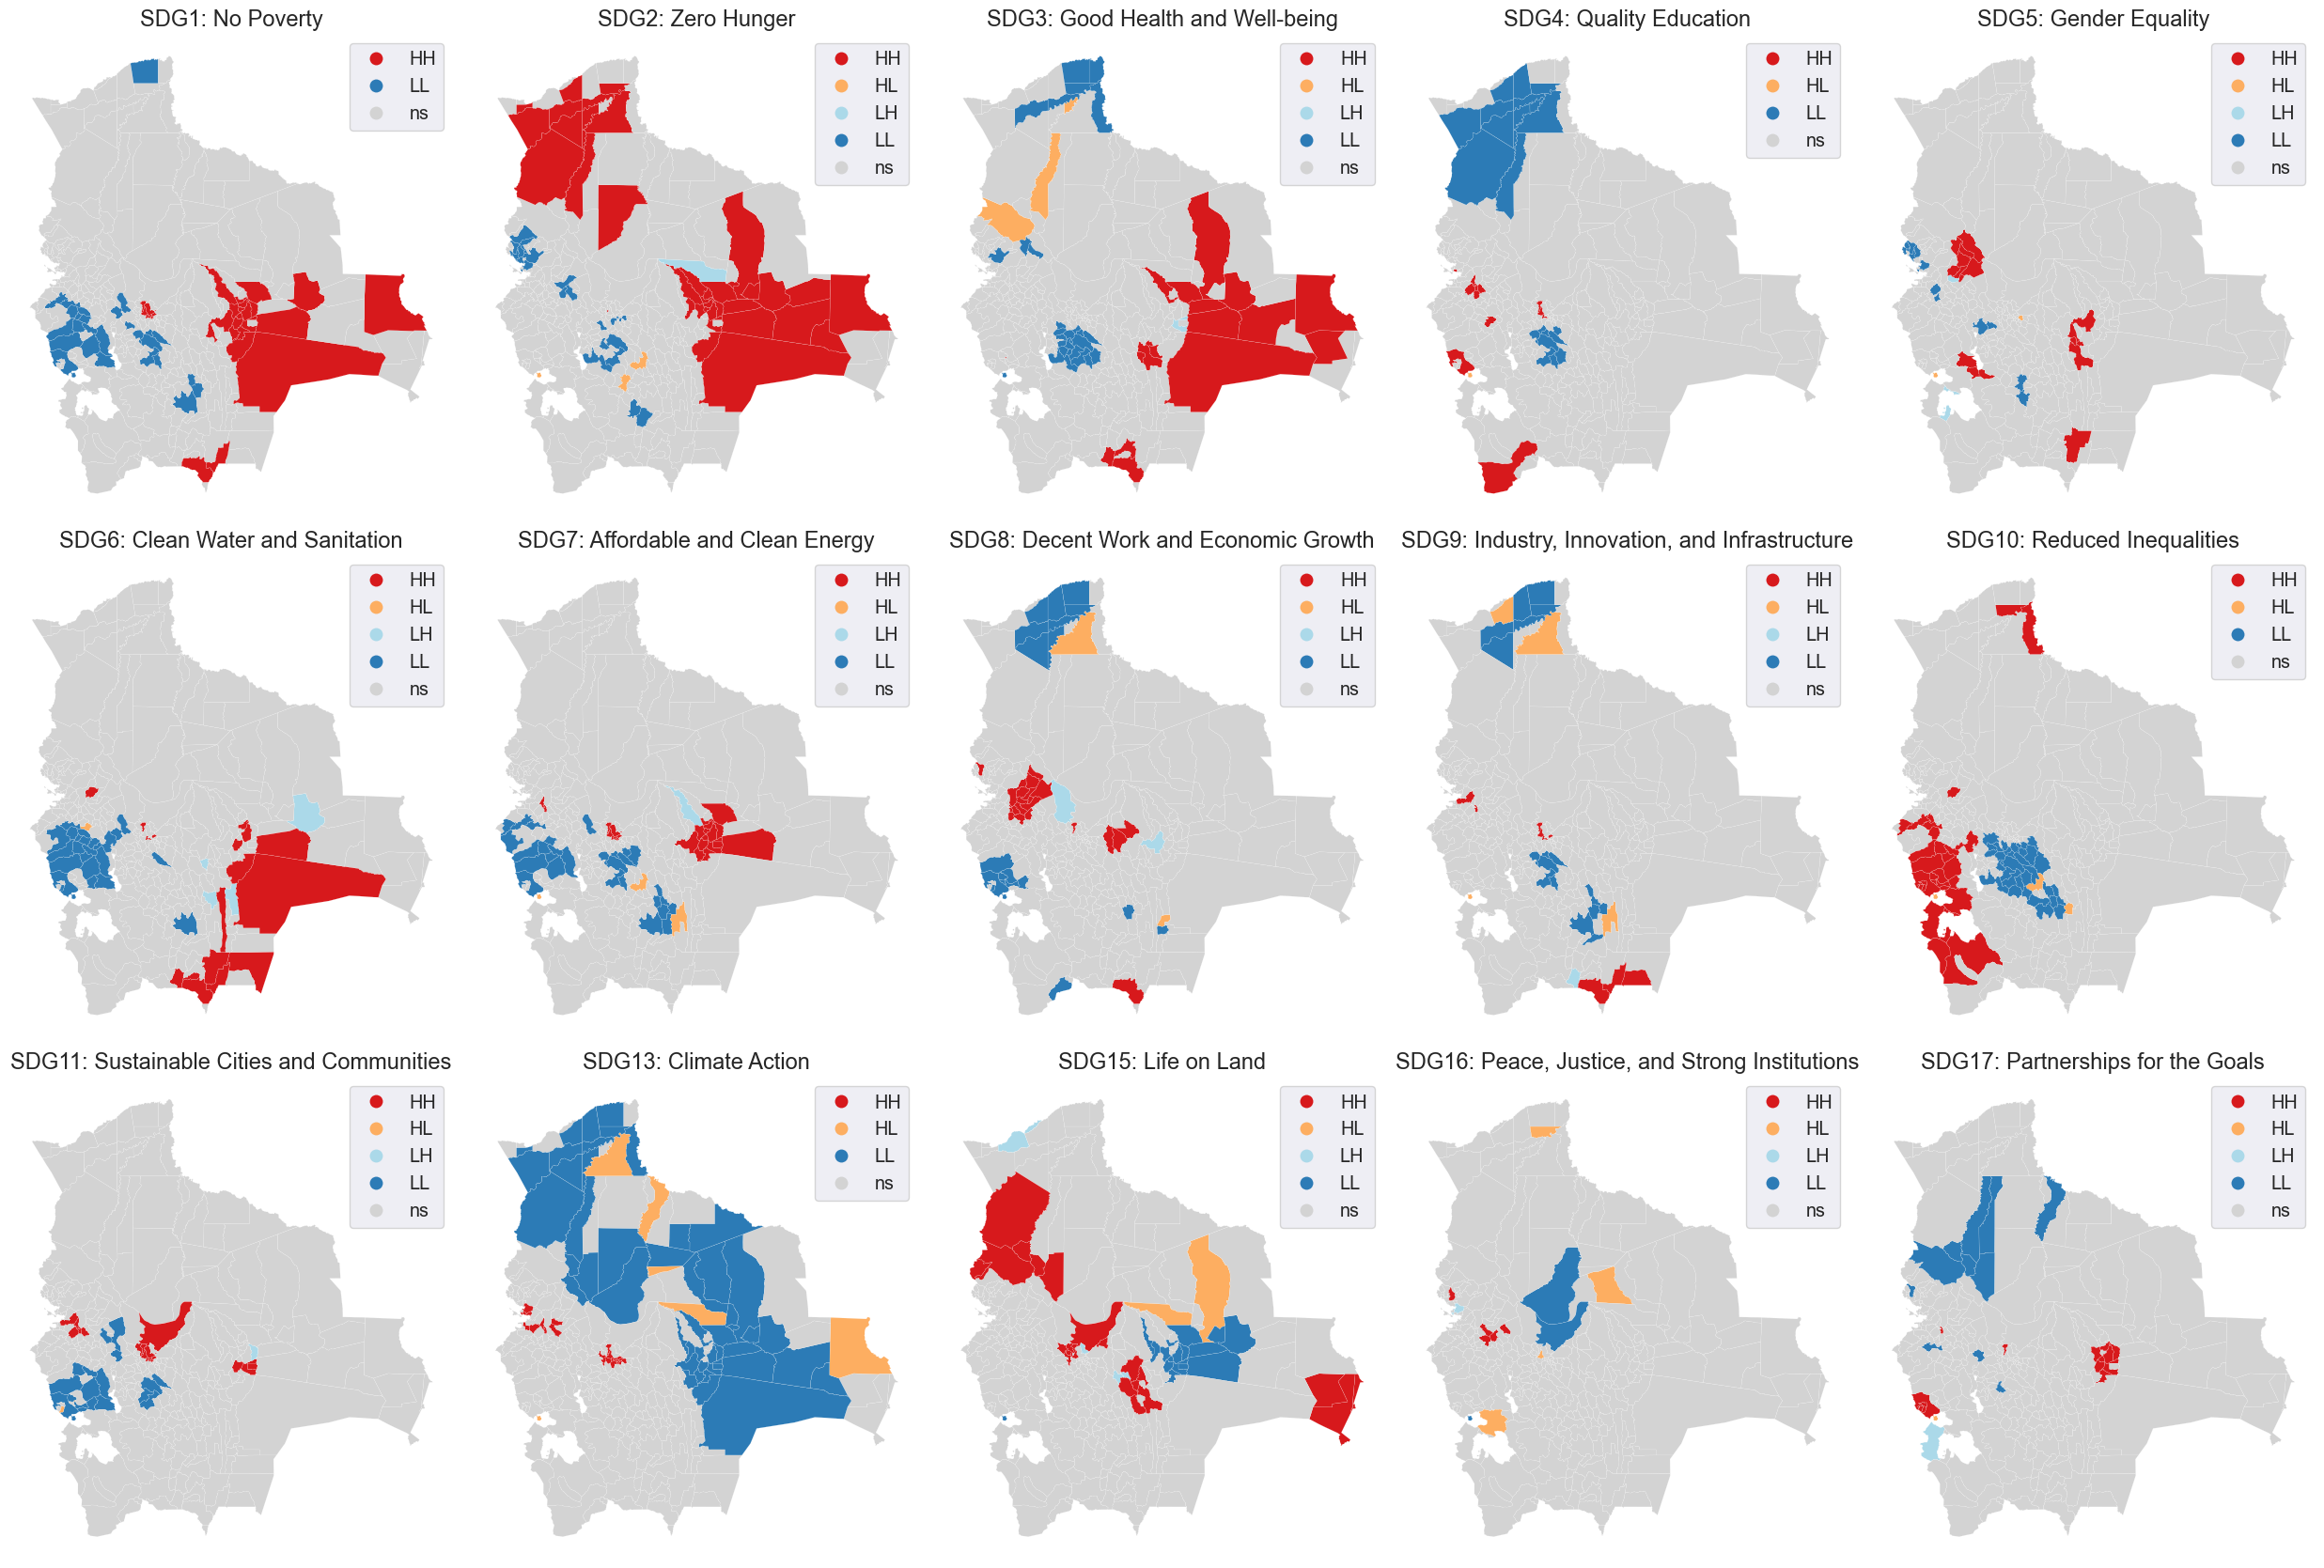 SDG1: No Poverty
HH
LL
ns
SDG2: Zero Hunger
HH
HL
LH
LL
ns
SDG3: Good Health and Well-being
HH
HL
LH
LL
ns
SDG4: Quality Education
HH
HL
LL
ns
SDG5: Gender Equality
HH
HL
LH
LL
ns
SDG6: Clean Water and Sanitation
HH
HL
LH
LL
ns
SDG7: Affordable and Clean Energy
HH
HL
LH
LL
ns
SDG8: Decent Work and Economic Growth
HH
HL
LH
LL
ns
SDG9: Industry, Innovation, and Infrastructure
HH
HL
LH
LL
ns
SDG10: Reduced Inequalities
HH
HL
LL
ns
SDG11: Sustainable Cities and Communities
HH
HL
LH
LL
ns
SDG13: Climate Action
HH
HL
LL
ns
SDG15: Life on Land
HH
HL
LH
LL
ns
SDG16: Peace, Justice, and Strong Institutions
HH
HL
LH
LL
ns
SDG17: Partnerships for the Goals
HH
HL
LH
LL
ns